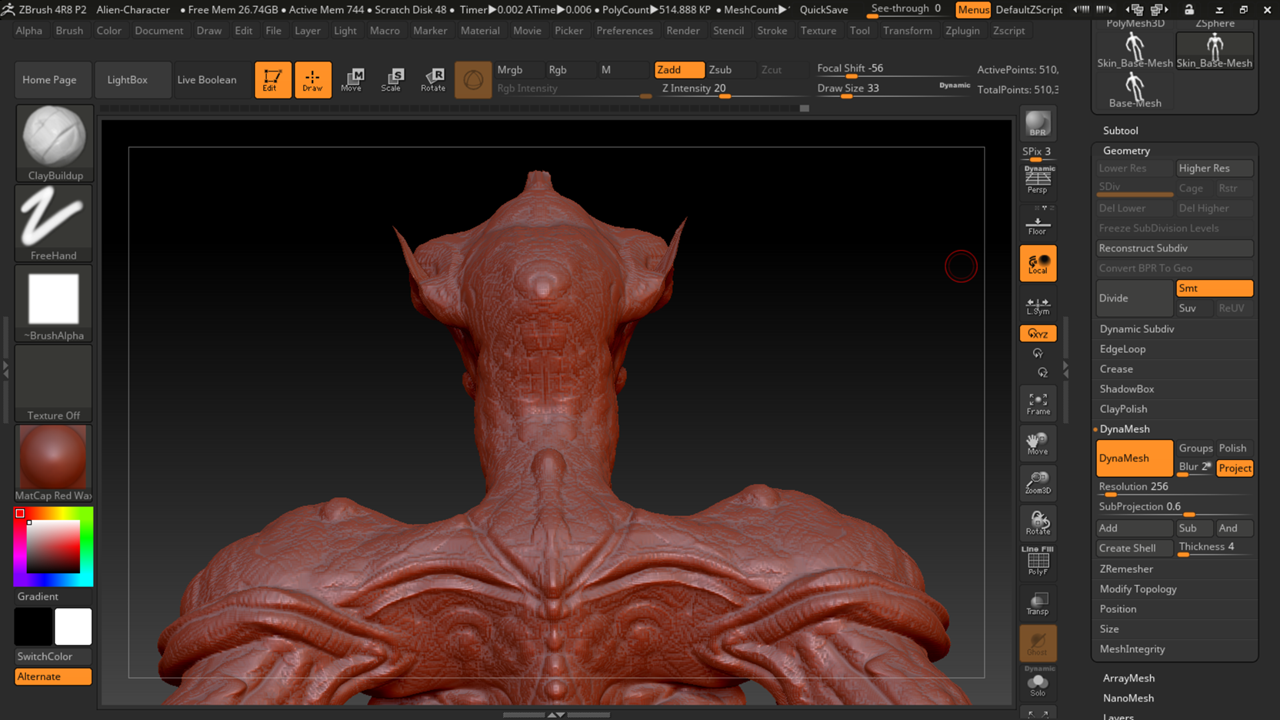 ZBrush 4R8 P2 Alien-Character • Free Mem 26.74GB • Active Mem 744 • Scratch Disk 48 • Timer▶0.002 ATime▶0.006 • PolyCount▶514.888 KP • MeshCount▶ QuickSave See-through 0 Menus DefaultZScript
Alpha Brush Color Document Draw Edit File Layer Light Macro Marker Material Movie Picker Preferences Render Stencil Stroke Texture Tool Transform Zplugin Zscript
Home Page LightBox Live Boolean Edit Draw Move Scale Rotate
M S R
Mrgb Rgb M Zadd Zsub Zcut Focal Shift -56 ActivePoints: 510,
Rgb Intensity Z Intensity 20 Draw Size 33 Dynamic TotalPoints: 510,3
ClayBuildup
FreeHand
~BrushAlpha
Texture Off
MatCap Red Wax
Gradient
SwitchColor
Alternate
BPR
SPix 3
Dynamic
Persp
Floor
Local
L.Sym
XYZ
Y
Z
Frame
Move
Zoom3D
Rotate
Line Fill
PolyF
Transp
Ghost
Dynamic
Solo
PolyMesh3D ZSphere
Skin_Base-Mesh Skin_Base-Mesh
Base-Mesh
Subtool
Geometry
Lower Res Higher Res
SDiv Cage Rstr
Del Lower Del Higher
Freeze SubDivision Levels
Reconstruct Subdiv
Convert BPR To Geo
Divide Smt
Suv ReUV
Dynamic Subdiv
EdgeLoop
Crease
ShadowBox
ClayPolish
DynaMesh
DynaMesh Groups Polish
Blur 2 Project
Resolution 256
SubProjection 0.6
Add Sub And
Create Shell Thickness 4
ZRemesher
Modify Topology
Position
Size
MeshIntegrity
ArrayMesh
NanoMesh
Layers